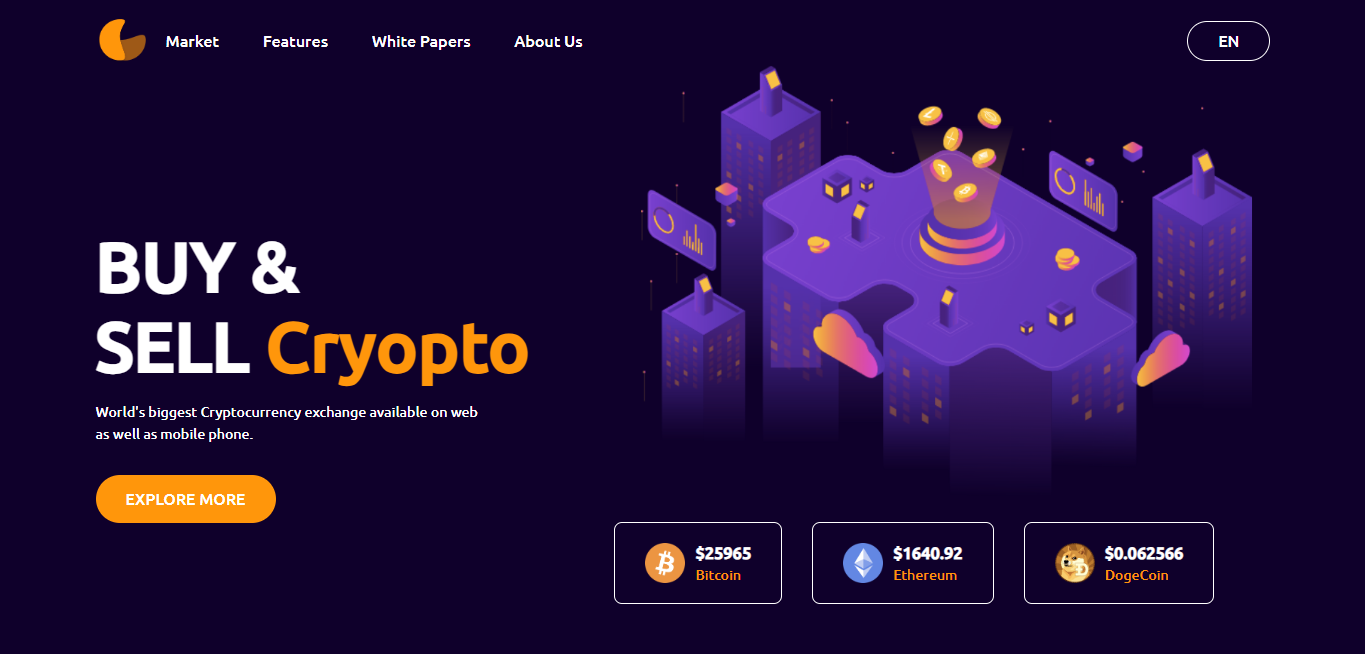 Market Features White Papers About Us EN
BUY &
SELL Cryopto
World's biggest Cryptocurrency exchange available on web
as well as mobile phone.
EXPLORE MORE
$25965 $1640.92 $0.062566
Bitcoin Ethereum DogeCoin